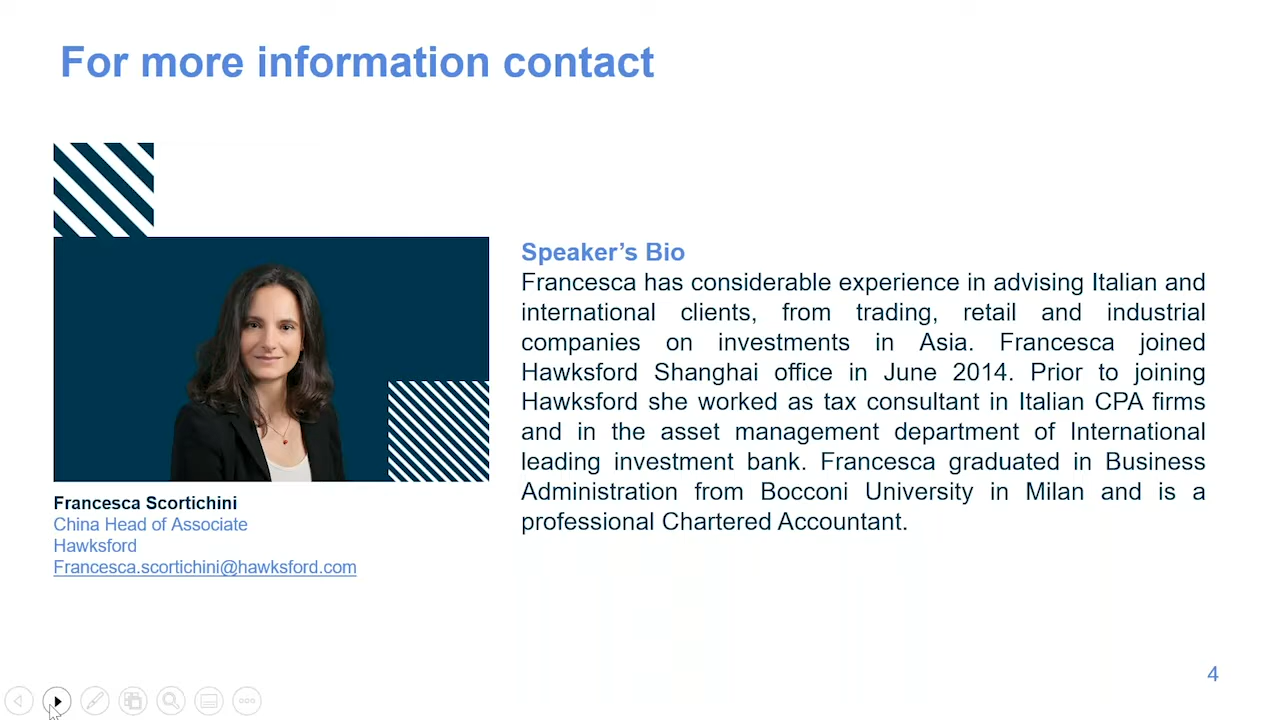 For more information contact
Speaker's Bio
Francesca has considerable experience in advising Italian and
international clients, from trading, retail and industrial
companies on investments in Asia. Francesca joined
Hawksford Shanghai office in June 2014. Prior to joining
Hawksford she worked as tax consultant in Italian CPA firms
and in the asset management department of International
leading investment bank. Francesca graduated in Business
Administration from Bocconi University in Milan and is a
professional Chartered Accountant.
Francesca Scortichini
China Head of Associate
Hawksford
Francesca.scortichini@hawksford.com
4